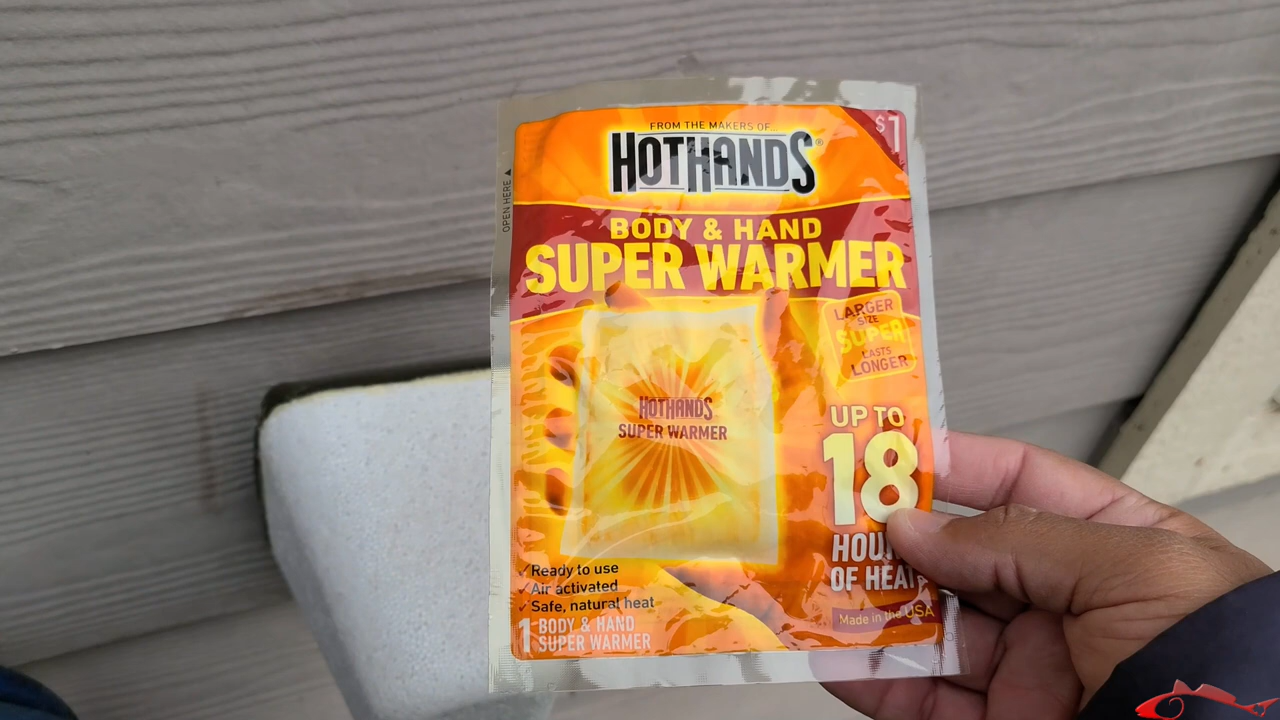 FROM THE MAKERS OF...
HOTHANDS®
$1
OPEN HERE ▲
BODY & HAND
SUPER WARMER
LARGER
SIZE
SUPER
LASTS
LONGER
HOTHANDS
SUPER WARMER
UP TO
18
OF HEAT
✓ Ready to use
✓ Air activated
✓ Safe, natural heat
Made in the USA
1 BODY & HAND
SUPER WARMER